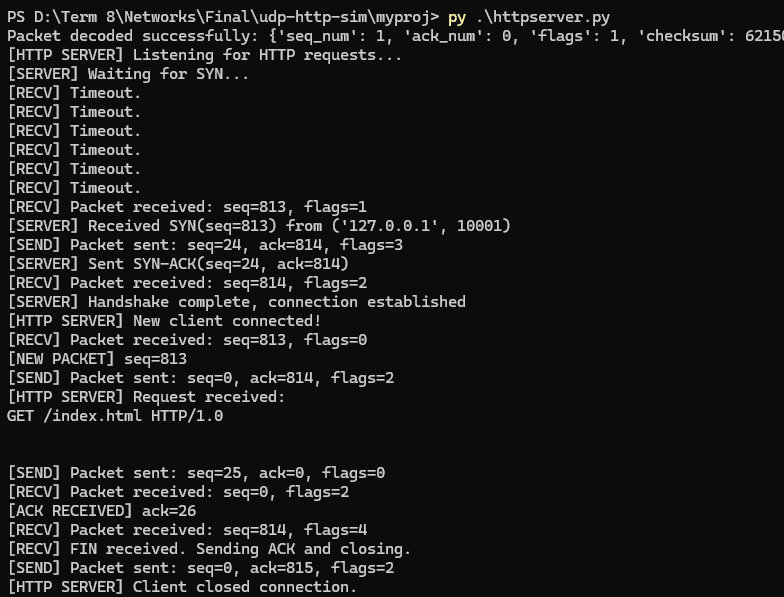 PS D:\Term 8\Networks\Final\udp-http-sim\myproj> py .\httpserver.py
Packet decoded successfully: {'seq_num': 1, 'ack_num': 0, 'flags': 1, 'checksum': 6215
[HTTP SERVER] Listening for HTTP requests...
[SERVER] Waiting for SYN...
[RECV] Timeout.
[RECV] Timeout.
[RECV] Timeout.
[RECV] Timeout.
[RECV] Timeout.
[RECV] Timeout.
[RECV] Packet received: seq=813, flags=1
[SERVER] Received SYN(seq=813) from ('127.0.0.1', 10001)
[SEND] Packet sent: seq=24, ack=814, flags=3
[SERVER] Sent SYN-ACK(seq=24, ack=814)
[RECV] Packet received: seq=814, flags=2
[SERVER] Handshake complete, connection established
[HTTP SERVER] New client connected!
[RECV] Packet received: seq=813, flags=0
[NEW PACKET] seq=813
[SEND] Packet sent: seq=0, ack=814, flags=2
[HTTP SERVER] Request received:
GET /index.html HTTP/1.0
[SEND] Packet sent: seq=25, ack=0, flags=0
[RECV] Packet received: seq=0, flags=2
[ACK RECEIVED] ack=26
[RECV] Packet received: seq=814, flags=4
[RECV] FIN received. Sending ACK and closing.
[SEND] Packet sent: seq=0, ack=815, flags=2
[HTTP SERVER] Client closed connection.